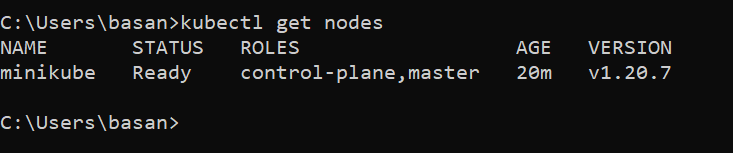 C:\Users\basan>kubectl get nodes
NAME       STATUS   ROLES                  AGE   VERSION
minikube   Ready    control-plane,master   20m   v1.20.7
C:\Users\basan>